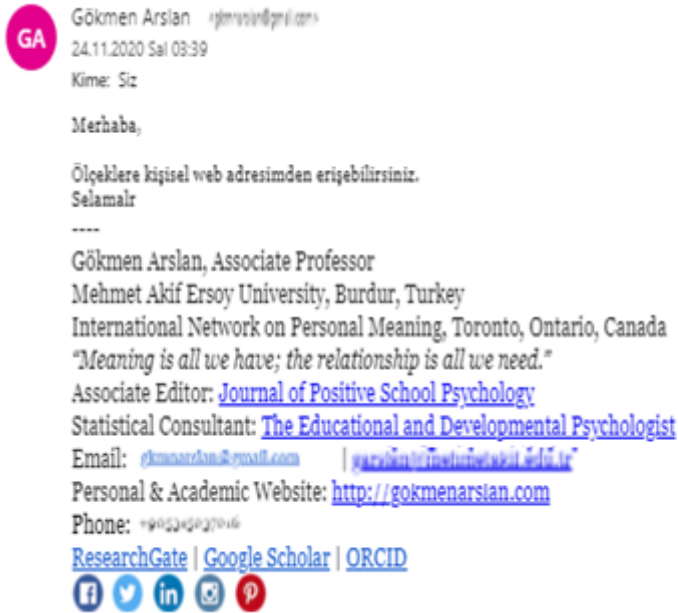 GA
Gökmen Arslan
24.11.2020 Sal 03:39
Kime: Siz
Merhaba,
Ölçeklere kişisel web adresimden erişebilirsiniz.
Selamalr
----
Gökmen Arslan, Associate Professor
Mehmet Akif Ersoy University, Burdur, Turkey
International Network on Personal Meaning, Toronto, Ontario, Canada
“Meaning is all we have; the relationship is all we need.”
Associate Editor: Journal of Positive School Psychology
Statistical Consultant: The Educational and Developmental Psychologist
Email: |
Personal & Academic Website: http://gokmenarslan.com
Phone:
ResearchGate | Google Scholar | ORCID